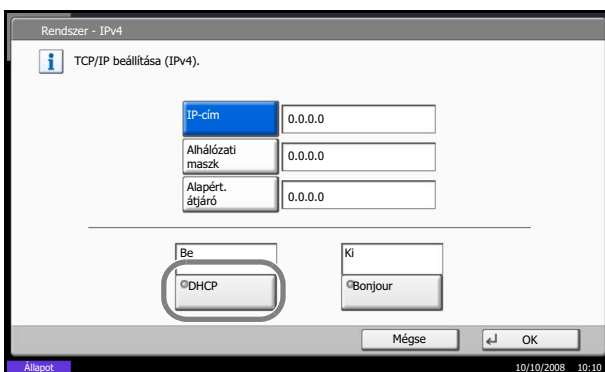 Rendszer - IPv4
TCP/IP beállítása (IPv4).
IP-cím
0.0.0.0
Alhálózati
maszk
0.0.0.0
Alapért.
átjáró
0.0.0.0
Be
Ki
DHCP
Bonjour
Mégse
OK
Állapot
10/10/2008 10:10